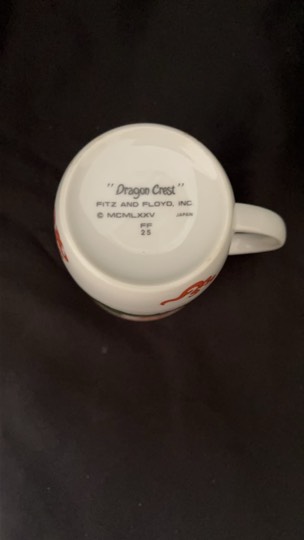 "Dragon Crest"
FITZ AND FLOYD, INC.
© MCMLXXV JAPAN
FF
25